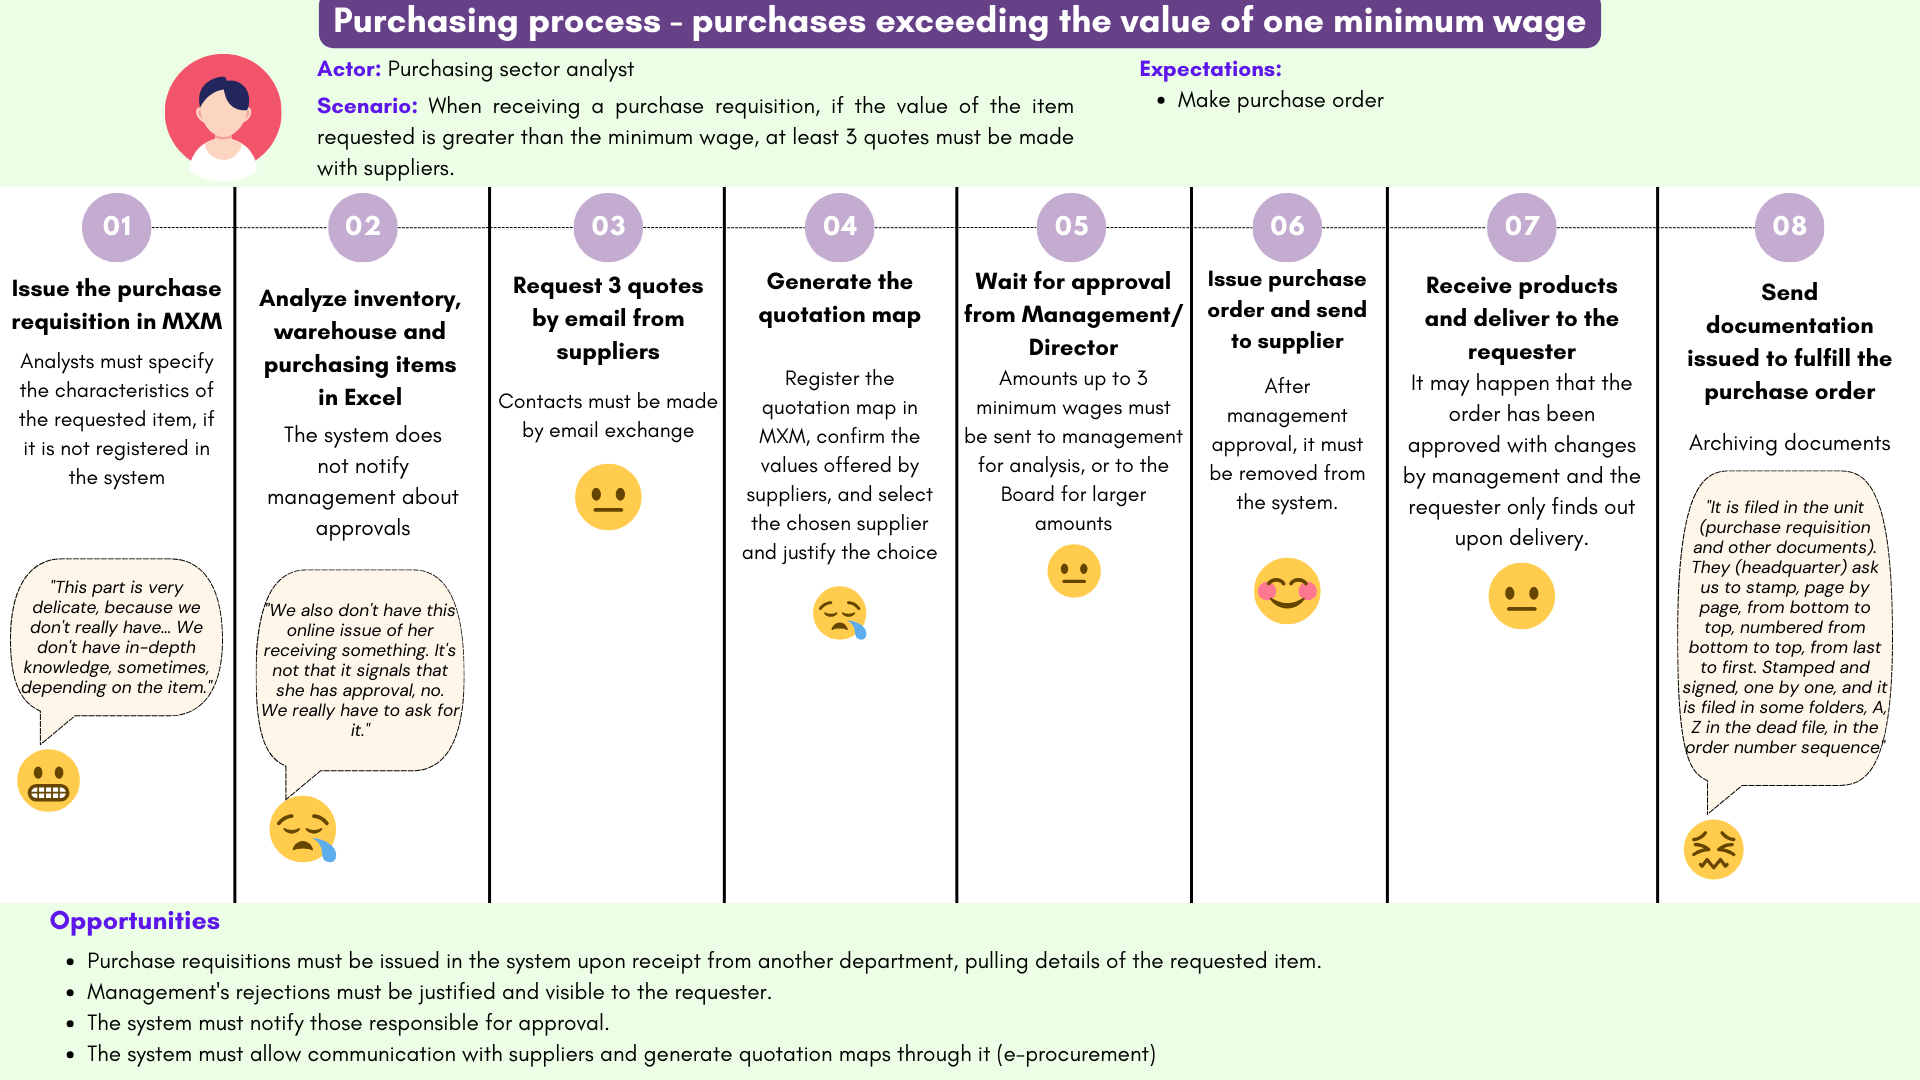 Purchasing process - purchases exceeding the value of one minimum wage
Actor: Purchasing sector analyst
Scenario: When receiving a purchase requisition, if the value of the item
requested is greater than the minimum wage, at least 3 quotes must be made
with suppliers.
Expectations:
• Make purchase order
01
Issue the purchase
requisition in MXM
Analysts must specify
the characteristics of
the requested item, if
it is not registered in
the system
"This part is very
delicate, because we
don't really have... We
don't have in-depth
knowledge, sometimes,
depending on the item."
02
Analyze inventory,
warehouse and
purchasing items
in Excel
The system does
not notify
management about
approvals
"We also don't have this
online issue of her
receiving something. It's
not that it signals that
she has approval, no.
We really have to ask for
it."
03
Request 3 quotes
by email from
suppliers
Contacts must be made
by email exchange
04
Generate the
quotation map
Register the
quotation map in
MXM, confirm the
values offered by
suppliers, and select
the chosen supplier
and justify the choice
05
Wait for approval
from Management/
Director
Amounts up to 3
minimum wages must
be sent to management
for analysis, or to the
Board for larger
amounts
06
Issue purchase
order and send
to supplier
After
management
approval, it must
be removed from
the system.
07
Receive products
and deliver to the
requester
It may happen that the
order has been
approved with changes
by management and the
requester only finds out
upon delivery.
08
Send
documentation
issued to fulfill the
purchase order
Archiving documents
"It is filed in the unit
(purchase requisition
and other documents).
They (headquarter) ask
us to stamp, page by
page, from bottom to
top, numbered from
bottom to top, from last
to first. Stamped and
signed, one by one, and it
is filed in some folders, A,
Z in the dead file, in the
order number sequence"
Opportunities
• Purchase requisitions must be issued in the system upon receipt from another department, pulling details of the requested item.
• Management's rejections must be justified and visible to the requester.
• The system must notify those responsible for approval.
• The system must allow communication with suppliers and generate quotation maps through it (e-procurement)